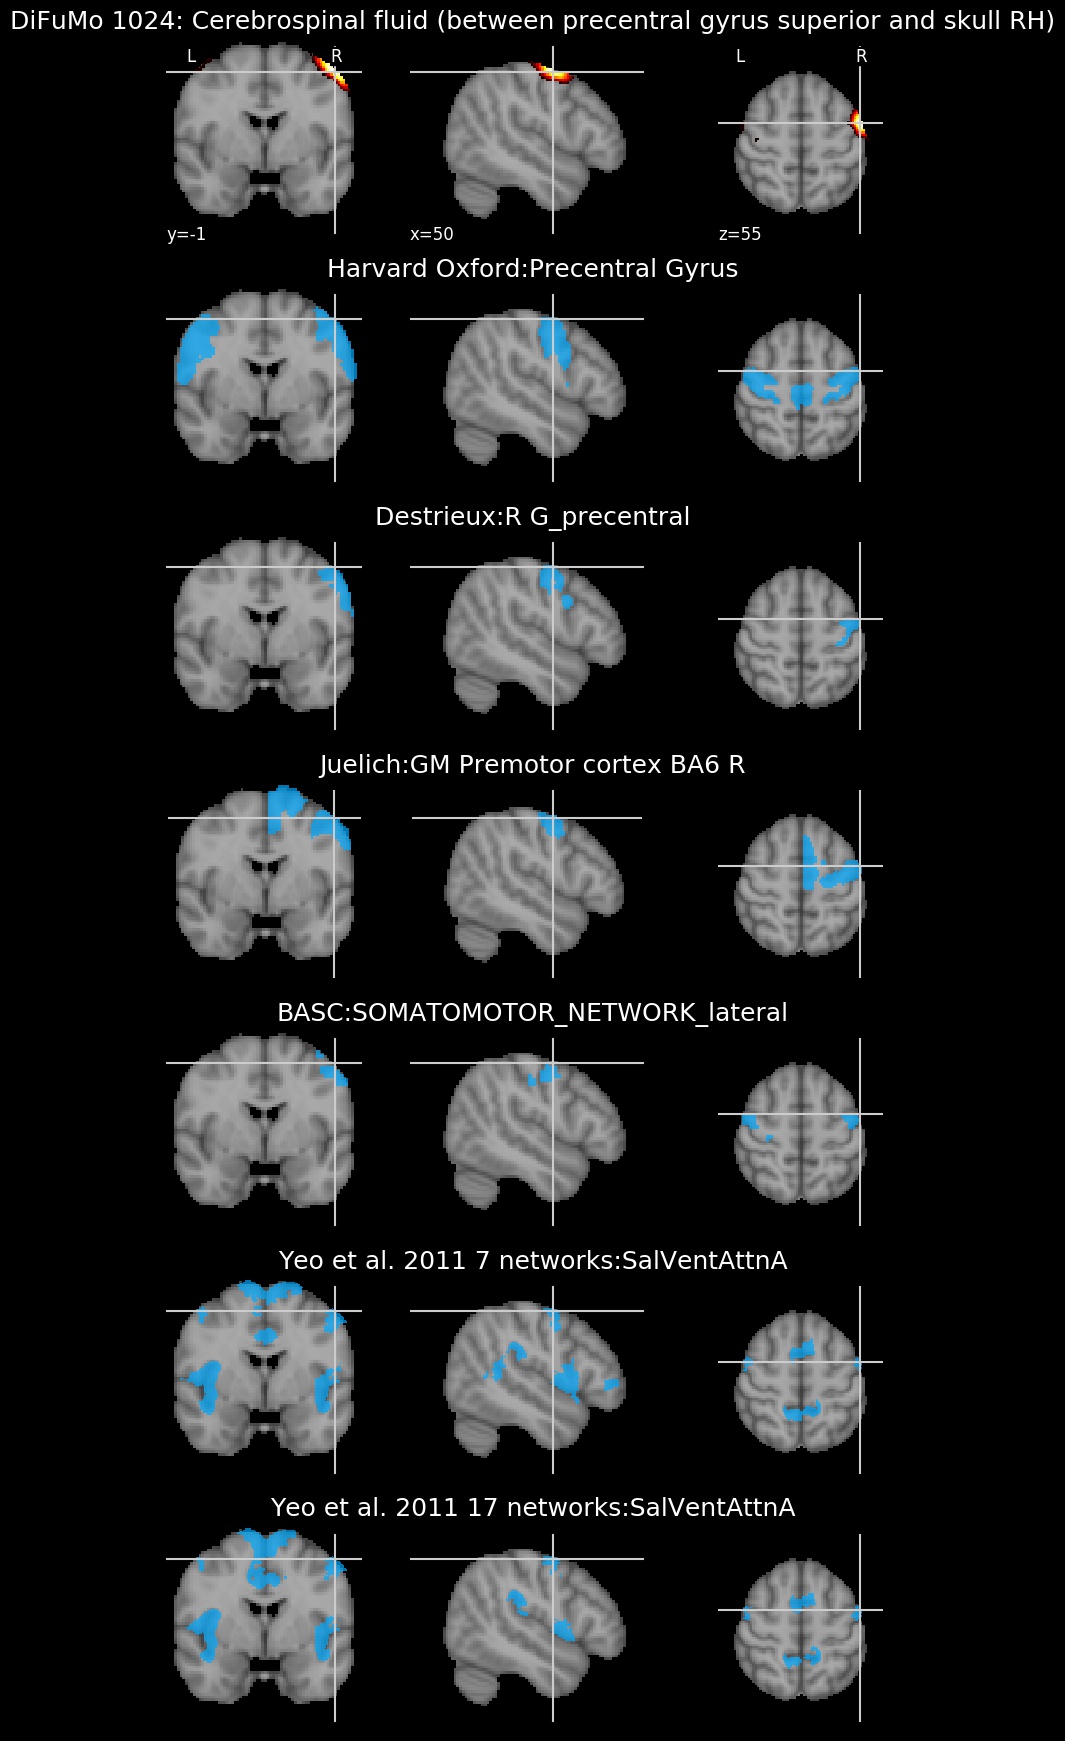 DiFuMo 1024: Cerebrospinal fluid (between precentral gyrus superior and skull RH)
L R L R
y=-1 x=50 z=55
Harvard Oxford:Precentral Gyrus
Destrieux:R G_precentral
Juelich:GM Premotor cortex BA6 R
BASC:SOMATOMOTOR_NETWORK_lateral
Yeo et al. 2011 7 networks:SalVentAttnA
Yeo et al. 2011 17 networks:SalVentAttnA